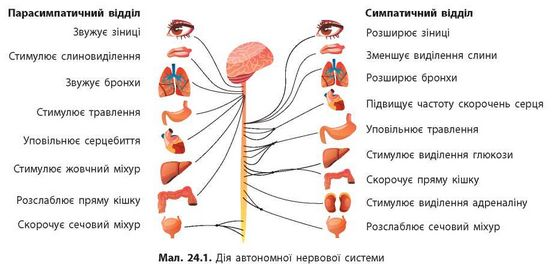 Парасимпатичний відділ
Звужує зіниці
Стимулює слиновиділення
Звужує бронхи
Стимулює травлення
Уповільнює серцебиття
Стимулює жовчний міхур
Розслаблює пряму кішку
Скорочує сечовий міхур
Симпатичний відділ
Розширює зіниці
Зменшує виділення слини
Розширює бронхи
Підвищує частоту скорочень серця
Уповільнює травлення
Стимулює виділення глюкози
Скорочує пряму кішку
Стимулює виділення адреналіну
Розслаблює сечовий міхур
Мал. 24.1. Дія автономної нервової системи